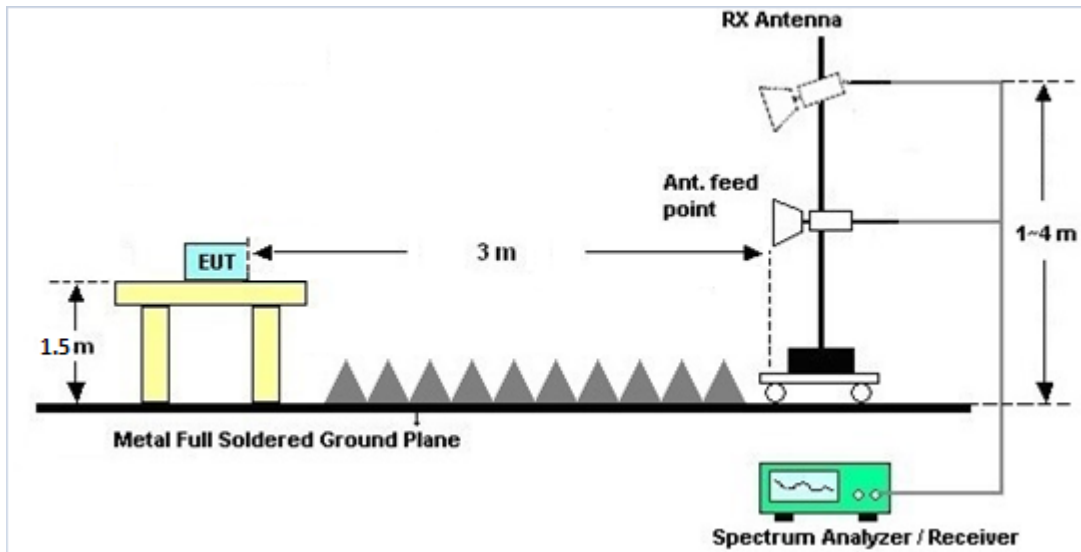 RX Antenna
Ant. feed
point
1~4 m
3 m
EUT
1.5 m
Metal Full Soldered Ground Plane
Spectrum Analyzer / Receiver